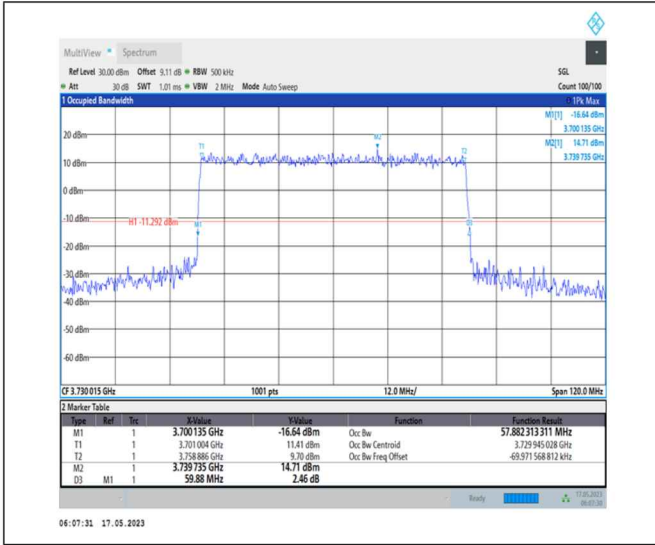 MultiView Spectrum
Ref Level 30.00 dBm Offset 9.11 dB RBW 500 kHz SGL
Att 30 dB SWT 1.01 ms VBW 2 MHz Mode Auto Sweep Count 100/100
1 Occupied Bandwidth 1Pk Max
M1[1] -16.64 dBm
3.700 135 GHz
M2[1] 14.71 dBm
3.739 735 GHz
20 dBm
M2
T1
T2
10 dBm
0 dBm
-10 dBm
H1 -11.292 dBm
M1
D3
-20 dBm
-30 dBm
-40 dBm
-50 dBm
-60 dBm
CF 3.730 015 GHz 1001 pts 12.0 MHz/ Span 120.0 MHz
2 Marker Table
Type Ref Trc X-Value Y-Value Function Function Result
M1 1 3.700 135 GHz -16.64 dBm Occ Bw 57.882 313 311 MHz
T1 1 3.701 004 GHz 11.41 dBm Occ Bw Centroid 3.729 945 028 GHz
T2 1 3.758 886 GHz 9.70 dBm Occ Bw Freq Offset -69.971 568 812 kHz
M2 1 3.739 735 GHz 14.71 dBm
D3 M1 1 59.88 MHz 2.46 dB
Ready 17.05.2023
06:07:30
06:07:31 17.05.2023